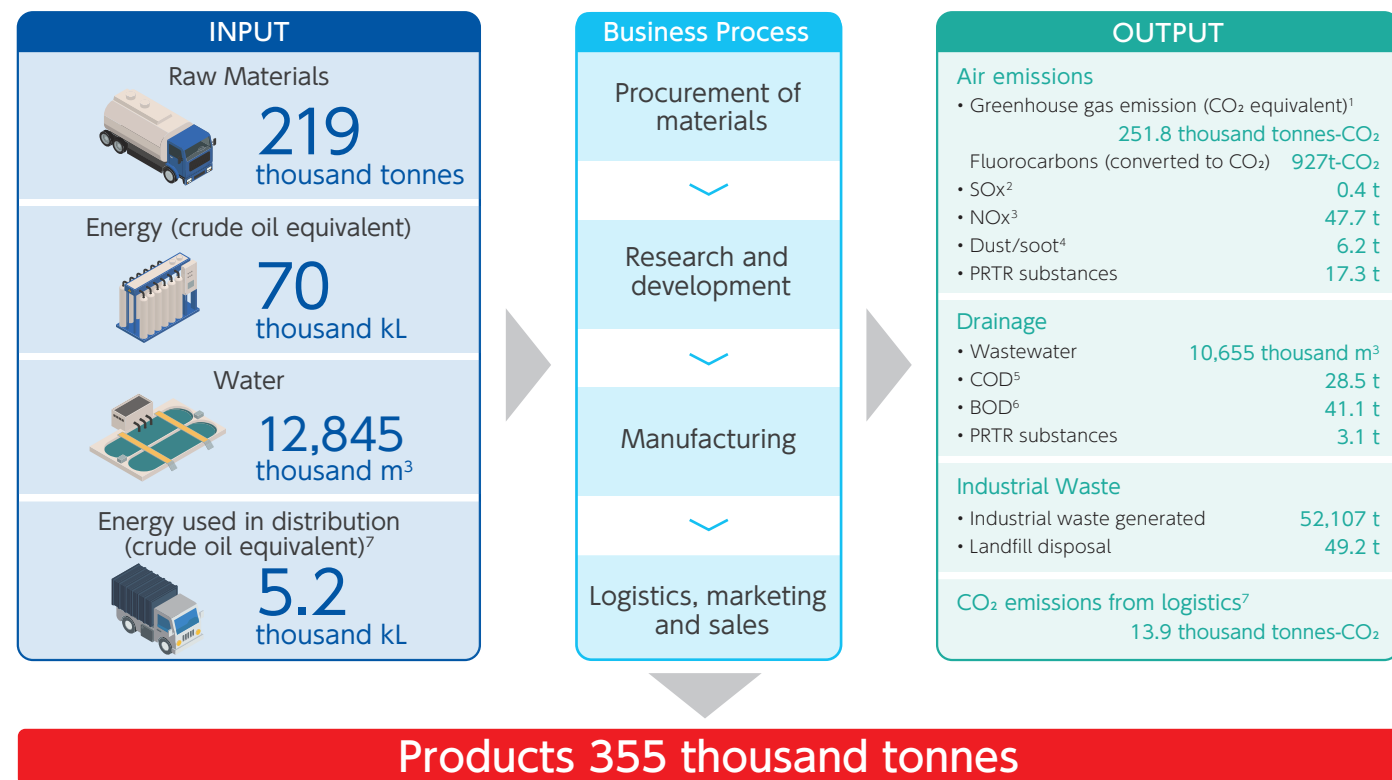 INPUT
Raw Materials
219
thousand tonnes
Energy (crude oil equivalent)
70
thousand kL
Water
12,845
thousand m³
Energy used in distribution
(crude oil equivalent)⁷
5.2
thousand kL
Business Process
Procurement of
materials
Research and
development
Manufacturing
Logistics, marketing
and sales
OUTPUT
Air emissions
• Greenhouse gas emission (CO₂ equivalent)¹
251.8 thousand tonnes-CO₂
Fluorocarbons (converted to CO₂) 927t-CO₂
• SOx² 0.4 t
• NOx³ 47.7 t
• Dust/soot⁴ 6.2 t
• PRTR substances 17.3 t
Drainage
• Wastewater 10,655 thousand m³
• COD⁵ 28.5 t
• BOD⁶ 41.1 t
• PRTR substances 3.1 t
Industrial Waste
• Industrial waste generated 52,107 t
• Landfill disposal 49.2 t
CO₂ emissions from logistics⁷
13.9 thousand tonnes-CO₂
Products 355 thousand tonnes